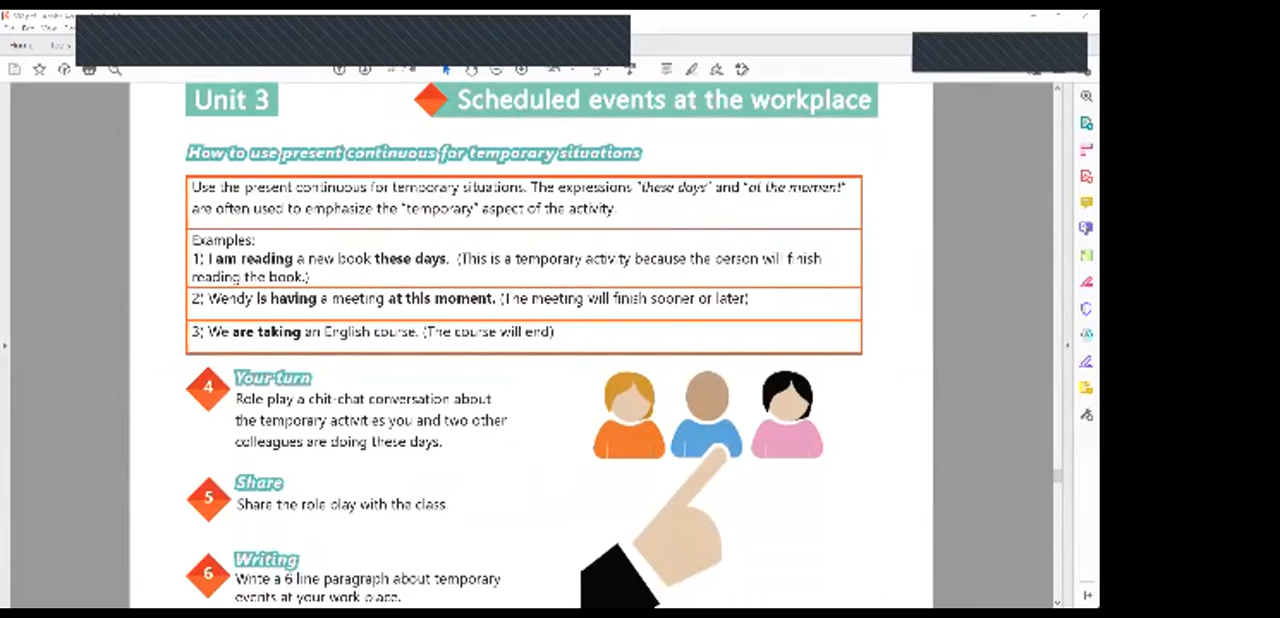 Unit 3
Scheduled events at the workplace
How to use present continuous for temporary situations
Use the present continuous for temporary situations. The expressions "these days" and "at the moment"
are often used to emphasize the "temporary" aspect of the activity.
Examples:
1) I am reading a new book these days. (This is a temporary activity because the person will finish
reading the book.)
2) Wendy is having a meeting at this moment. (The meeting will finish sooner or later)
3) We are taking an English course. (The course will end)
4 Your turn
Role play a chit-chat conversation about
the temporary activities you and two other
colleagues are doing these days.
5 Share
Share the role play with the class.
6 Writing
Write a 6 line paragraph about temporary
events at your work place.